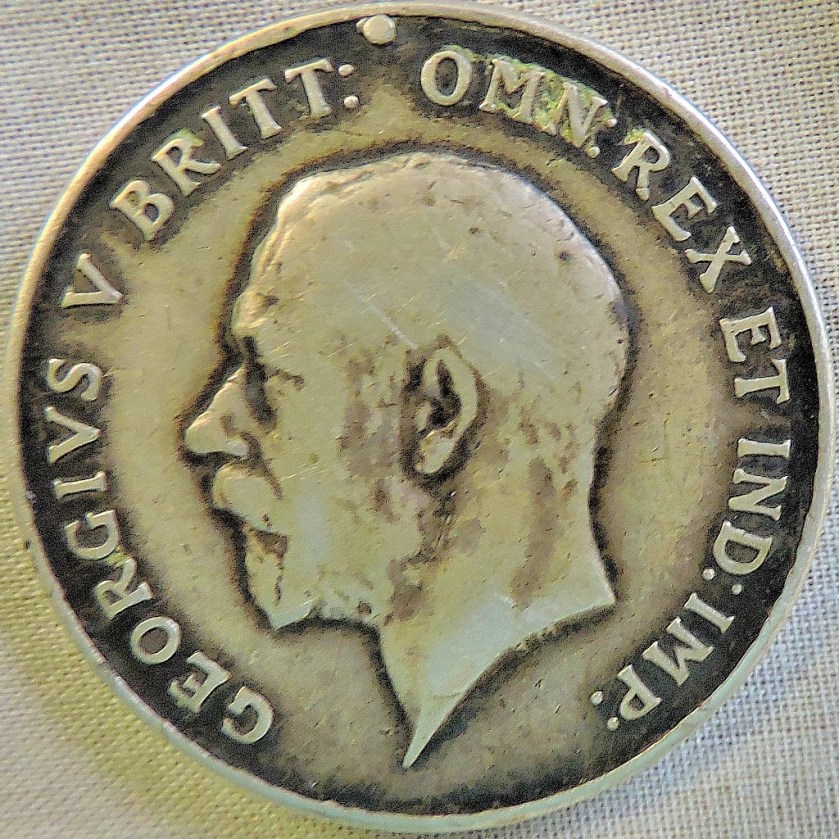 GEORGIVS V BRITT: OMN: REX ET IND: IMP: